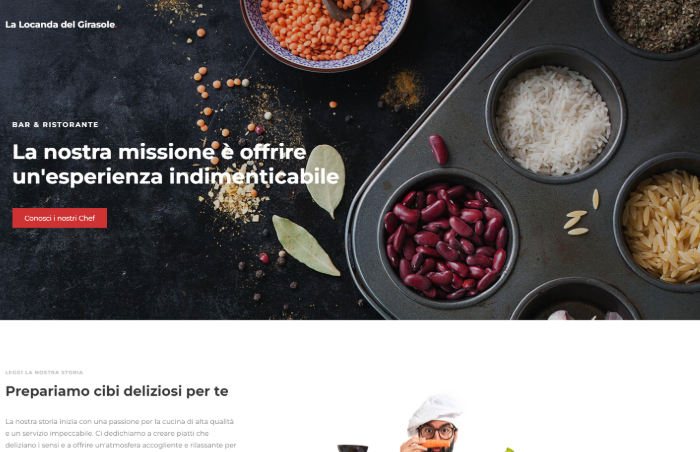 La Locanda del Girasole
BAR & RISTORANTE
La nostra missione è offrire
un'esperienza indimenticabile
Conosci i nostri Chef
LEGGI LA NOSTRA STORIA
Prepariamo cibi deliziosi per te
La nostra storia inizia con una passione per la cucina di alta qualità
e un servizio impeccabile. Ci dedichiamo a creare piatti che
deliziano i sensi e a offrire un'atmosfera accogliente e rilassante per